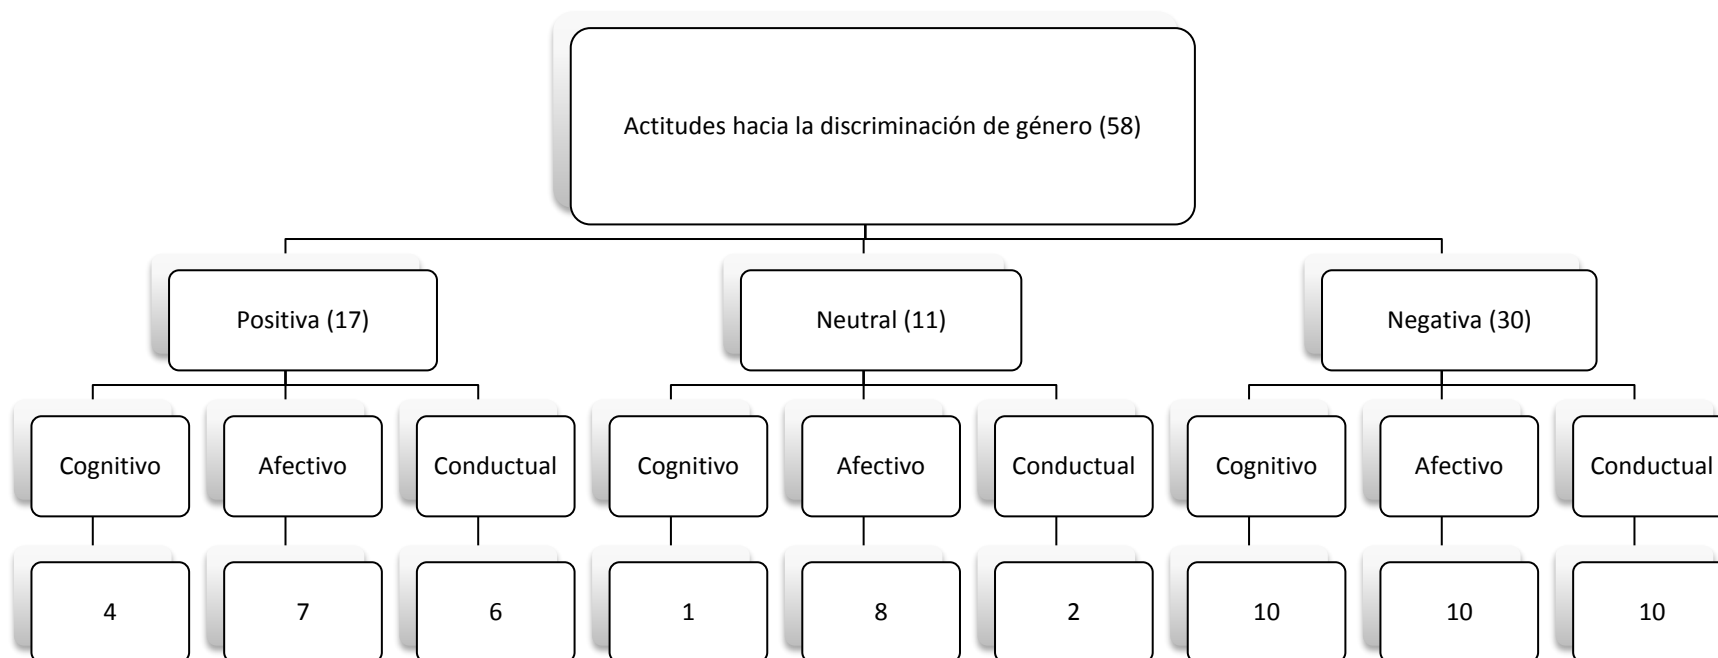 Actitudes hacia la discriminación de género (58)
Positiva (17)
Neutral (11)
Negativa (30)
Cognitivo
Afectivo
Conductual
Cognitivo
Afectivo
Conductual
Cognitivo
Afectivo
Conductual
4
7
6
1
8
2
10
10
10